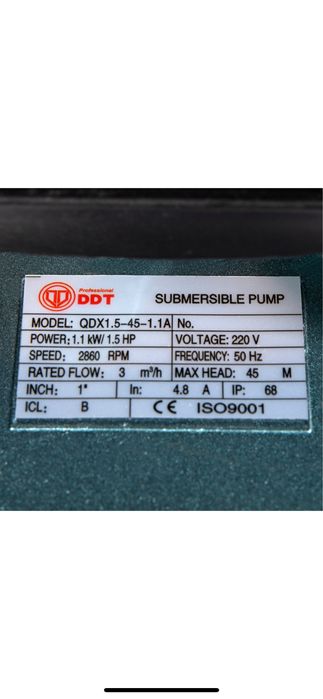 Professional
DDT SUBMERSIBLE PUMP
MODEL: QDX1.5-45-1.1A No.
POWER: 1.1 kW/ 1.5 HP VOLTAGE: 220 V
SPEED: 2860 RPM FREQUENCY: 50 Hz
RATED FLOW: 3 m³/h MAX HEAD: 45 M
INCH: 1" In: 4.8 A IP: 68
ICL: B CE ISO9001